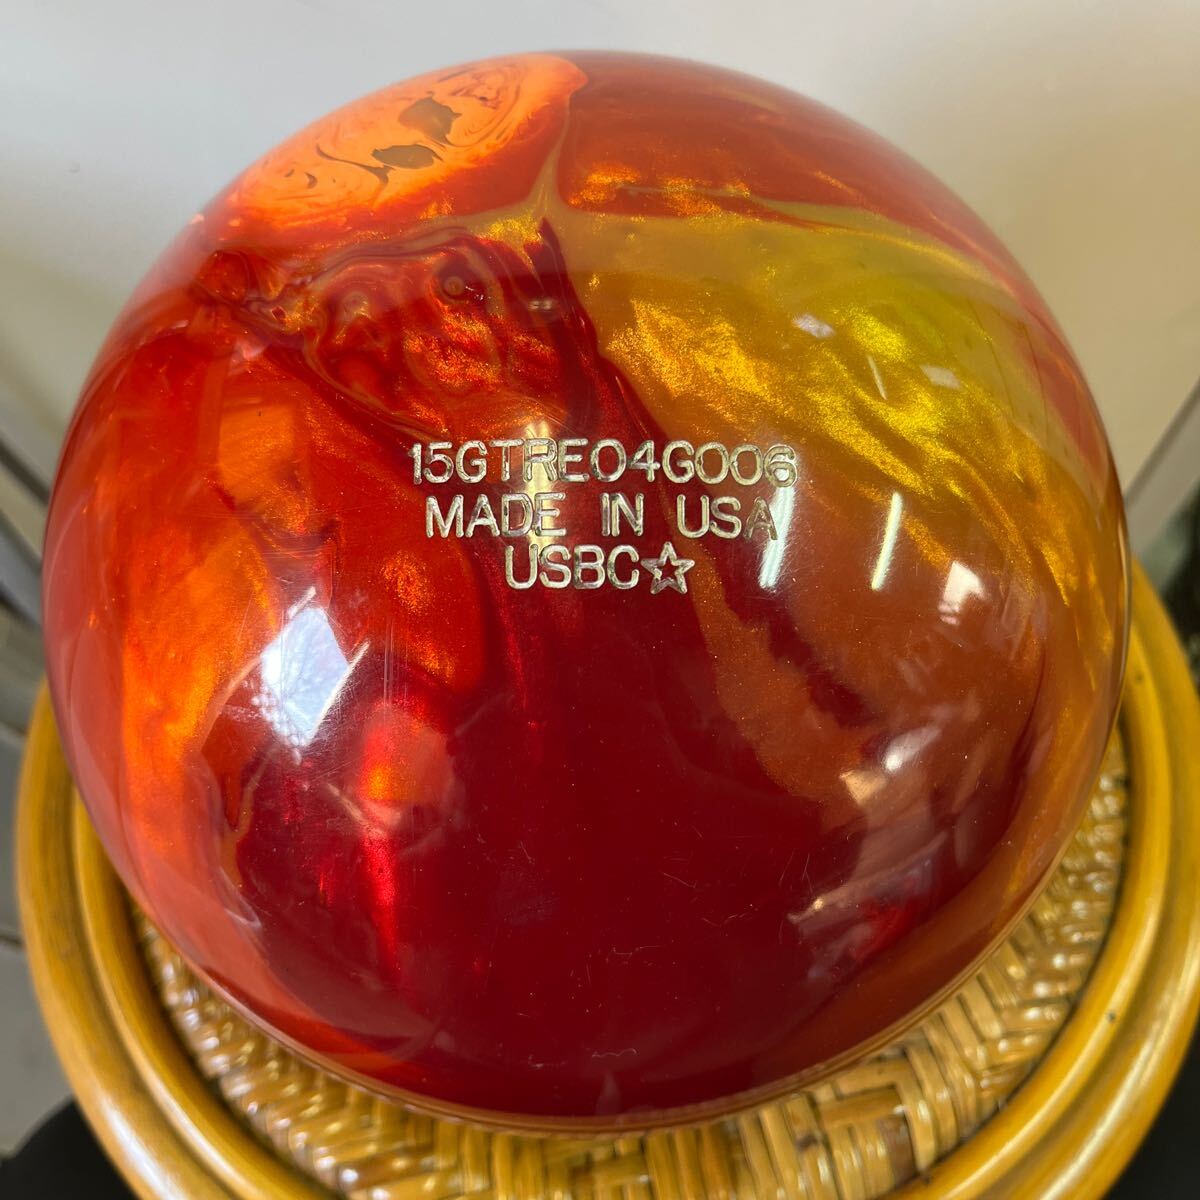 15GTRE04G006
MADE IN USA
USBC☆